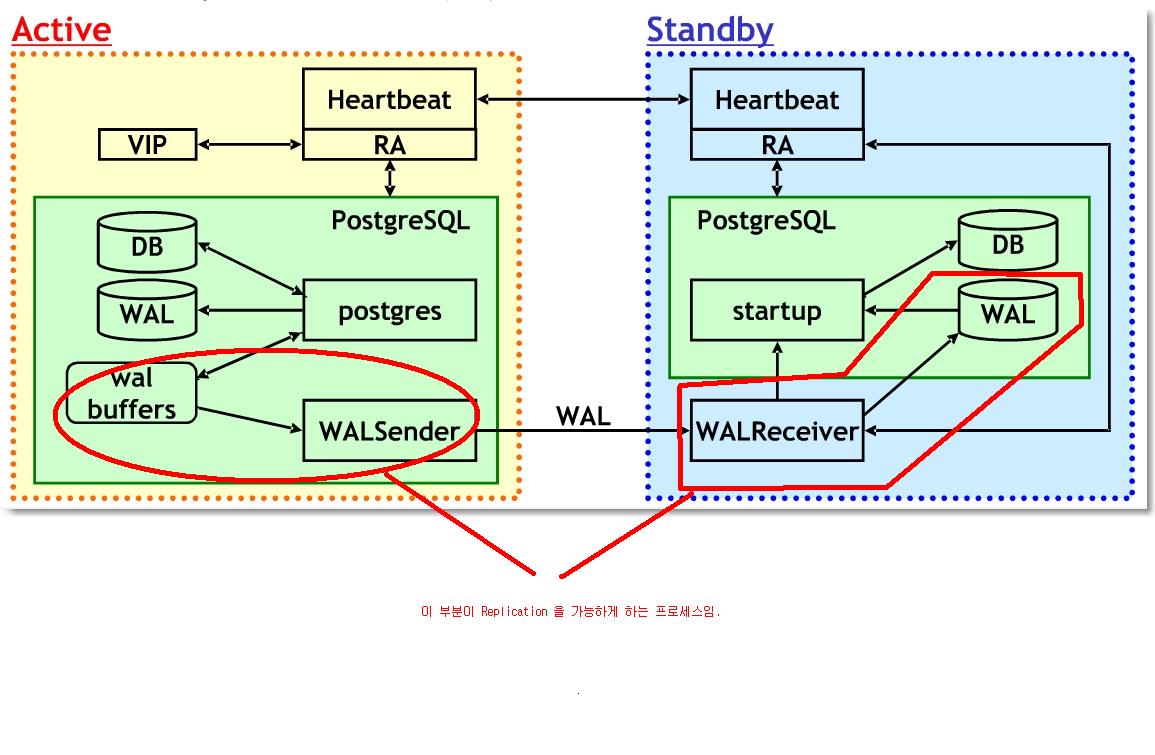 Active
Standby
Heartbeat
RA
VIP
PostgreSQL
DB
WAL
postgres
wal
buffers
WALSender
WAL
Heartbeat
RA
PostgreSQL
DB
startup
WAL
WALReceiver
이 부분이 Replication 을 가능하게 하는 프로세스임.